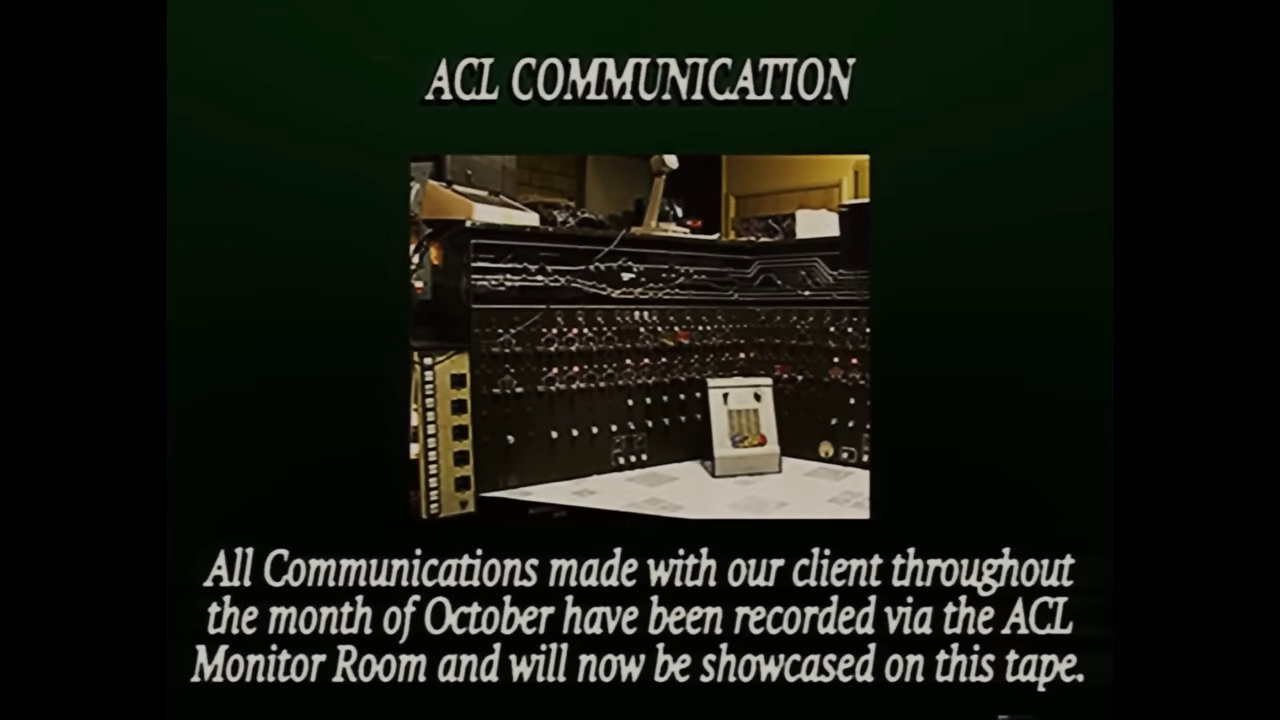 ACL COMMUNICATION
All Communications made with our client throughout
the month of October have been recorded via the ACL
Monitor Room and will now be showcased on this tape.